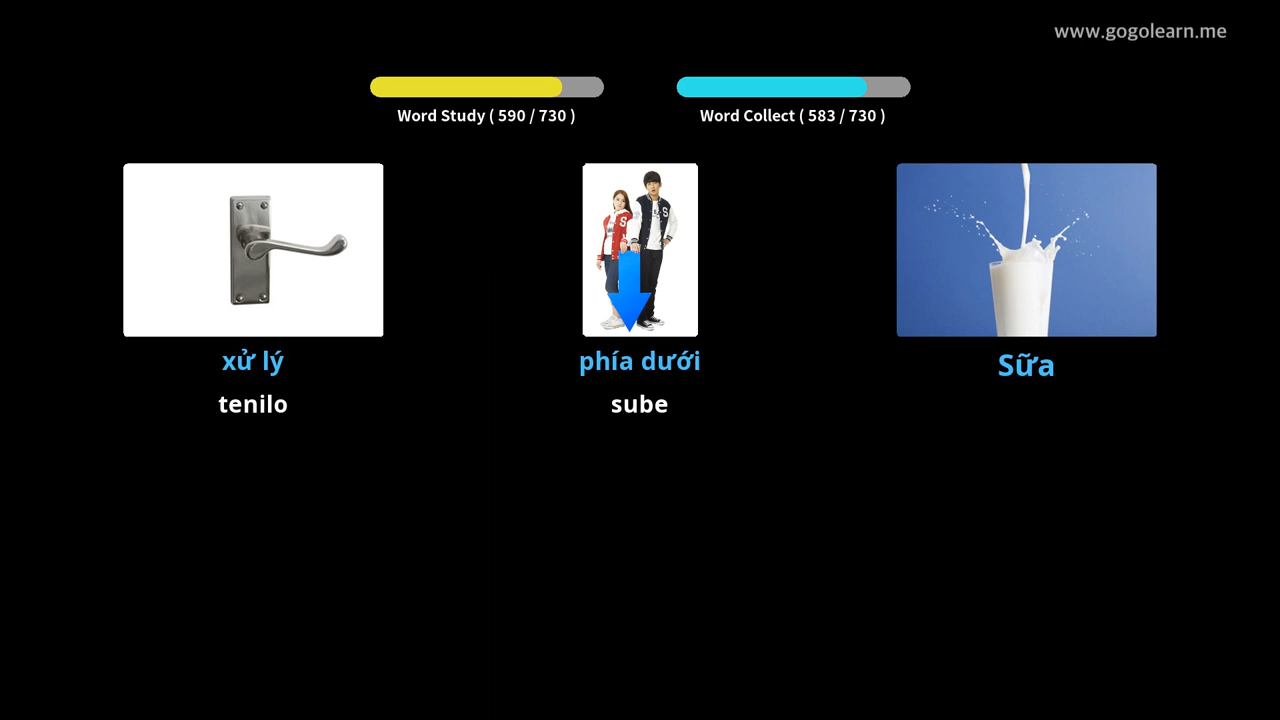 www.gogolearn.me
Word Study ( 590 / 730 )
Word Collect ( 583 / 730 )
S
S
xử lý
phía dưới
Sữa
tenilo
sube